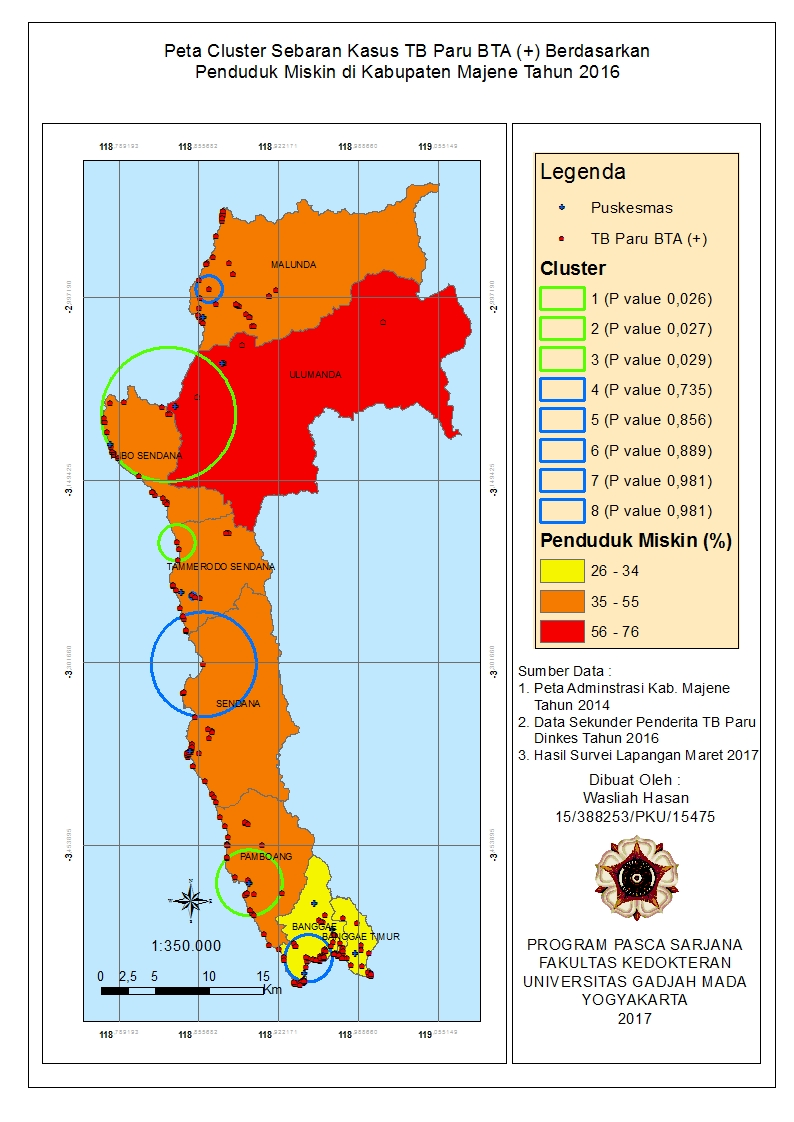 Peta Cluster Sebaran Kasus TB Paru BTA (+) Berdasarkan
Penduduk Miskin di Kabupaten Majene Tahun 2016
MALUNDA
ULUMANDA
BO SENDANA
TAMMERODO SENDANA
SENDANA
PAMBOANG
BANGGAE
BANGGAE TIMUR
1:350.000
0 2,5 5 10 15
Km
Legenda
Puskesmas
TB Paru BTA (+)
Cluster
1 (P value 0,026)
2 (P value 0,027)
3 (P value 0,029)
4 (P value 0,735)
5 (P value 0,856)
6 (P value 0,889)
7 (P value 0,981)
8 (P value 0,981)
Penduduk Miskin (%)
26 - 34
35 - 55
56 - 76
Sumber Data :
1. Peta Adminstrasi Kab. Majene
Tahun 2014
2. Data Sekunder Penderita TB Paru
Dinkes Tahun 2016
3. Hasil Survei Lapangan Maret 2017
Dibuat Oleh :
Wasliah Hasan
15/388253/PKU/15475
PROGRAM PASCA SARJANA
FAKULTAS KEDOKTERAN
UNIVERSITAS GADJAH MADA
YOGYAKARTA
2017